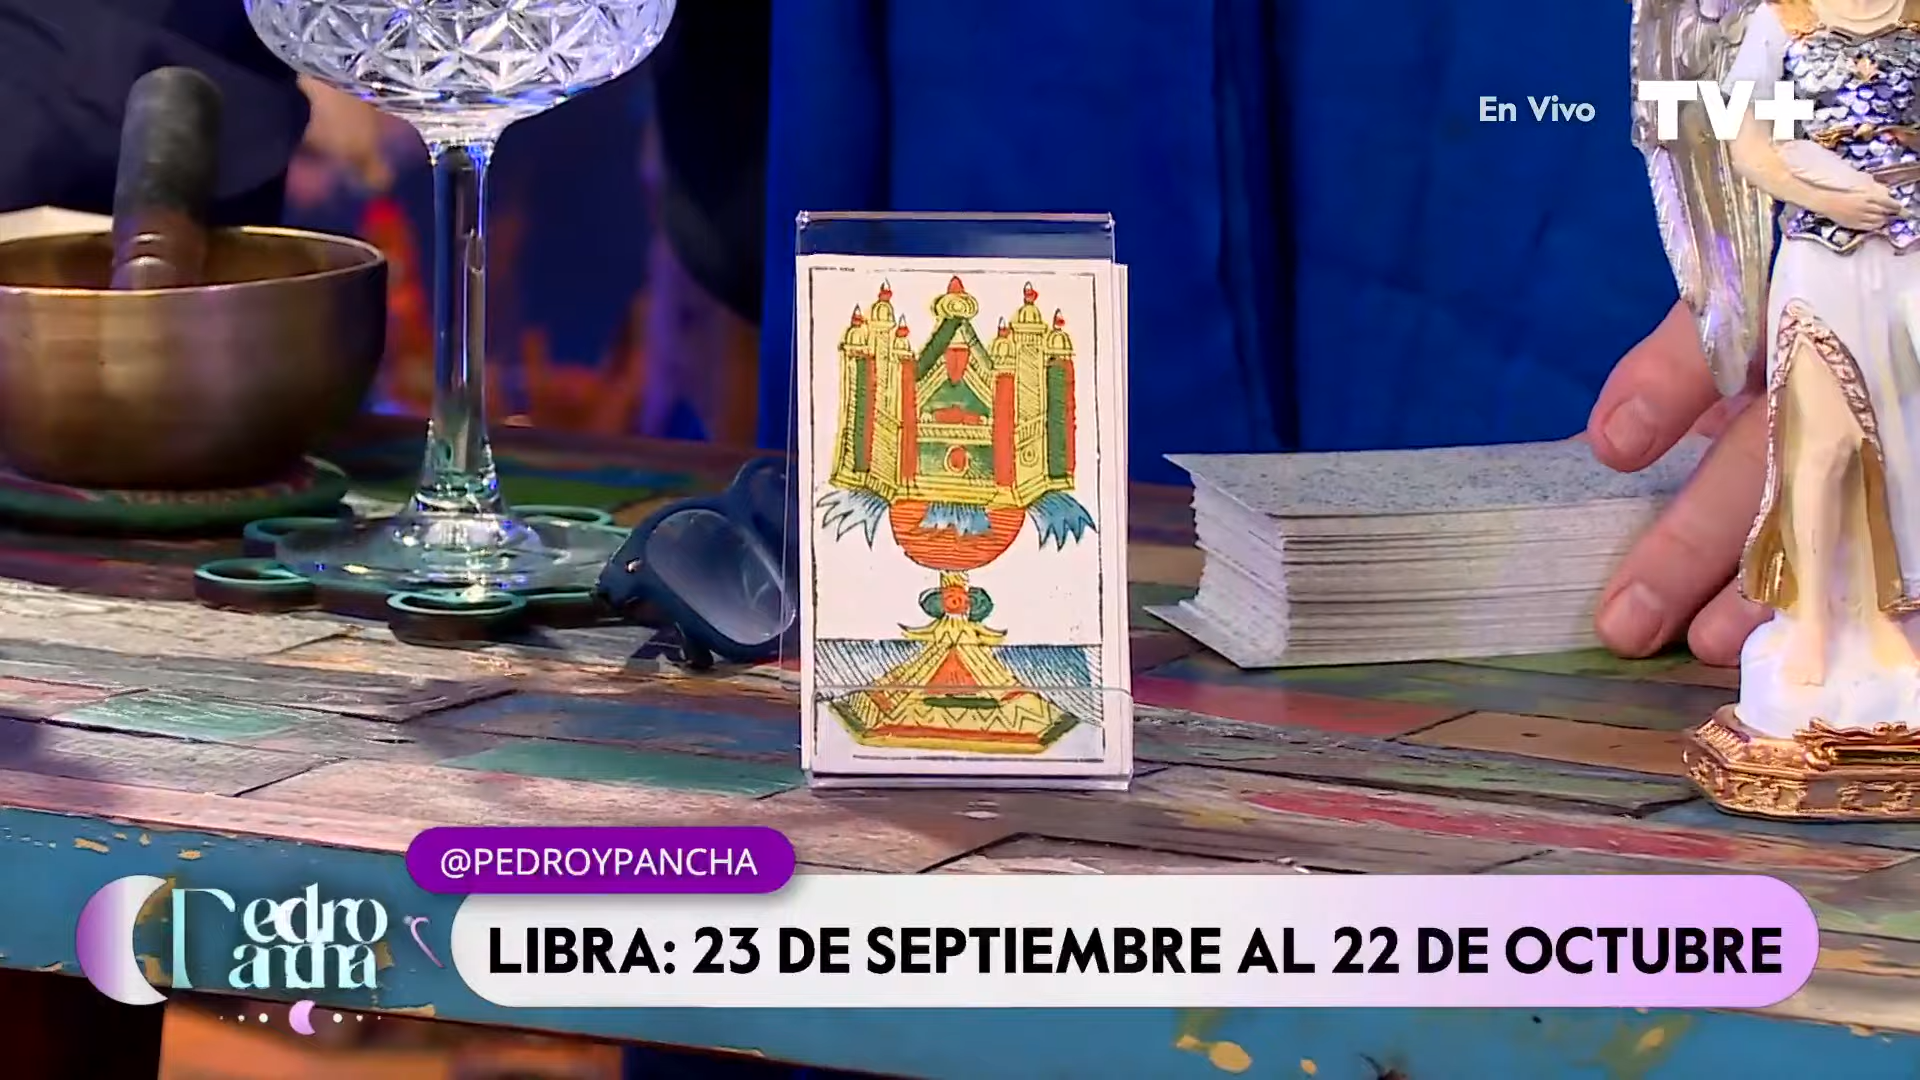 En Vivo TV+
@PEDROYPANCHA
Pedro
Pancha
LIBRA: 23 DE SEPTIEMBRE AL 22 DE OCTUBRE